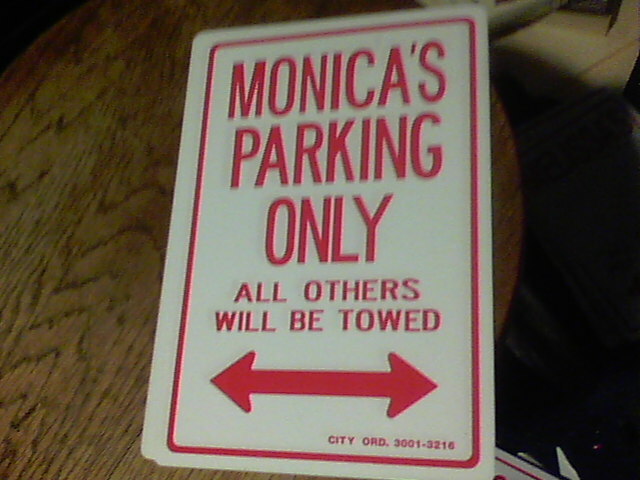 MONICA'S
PARKING
ONLY
ALL OTHERS
WILL BE TOWED
CITY ORD. 3001-3216